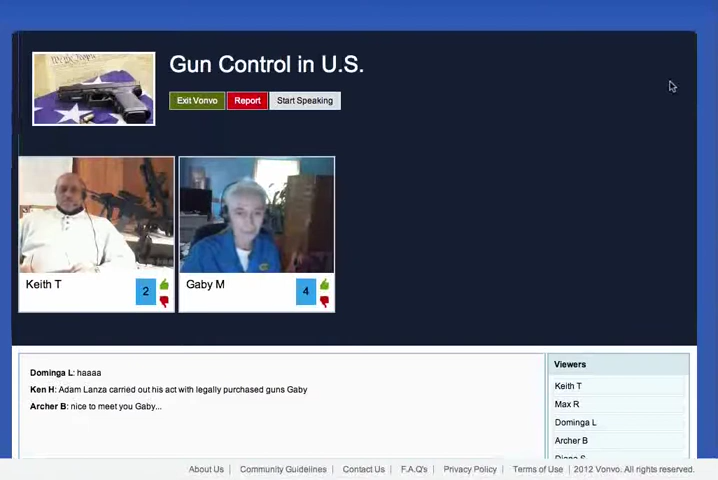 Gun Control in U.S.
Exit Vonvo
Report
Start Speaking
Keith T
2
Gaby M
4
Dominga L: haaaa
Ken H: Adam Lanza carried out his act with legally purchased guns Gaby
Archer B: nice to meet you Gaby...
Viewers
Keith T
Max R
Dominga L
Archer B
About Us | Community Guidelines | Contact Us | F.A.Q's | Privacy Policy | Terms of Use | 2012 Vonvo. All rights reserved.